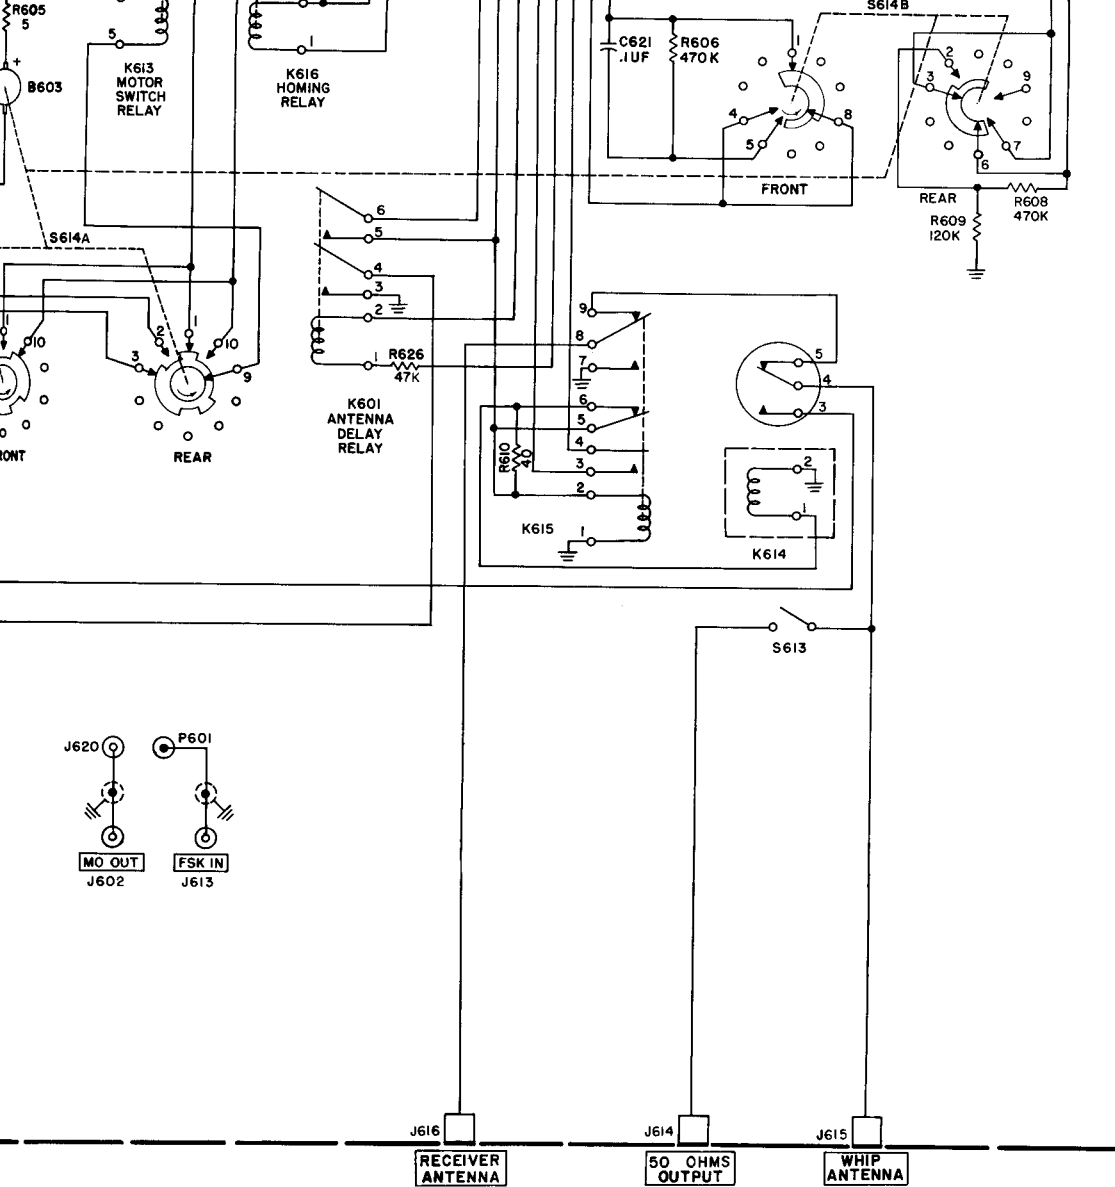 R605
5
+
B603
5
K613
MOTOR
SWITCH
RELAY
1
K616
HOMING
RELAY
S614B
C621
.1UF
R606
470K
1
4
5
8
FRONT
2
3
9
7
6
REAR
R608
470K
R609
120K
S614A
6
5
4
3
2
1
R626
47K
K601
ANTENNA
DELAY
RELAY
1
10
2
1
10
3
9
REAR
9
8
7
6
5
4
3
2
1
R610
40
K615
5
4
3
2
1
K614
S613
J620
P601
MO OUT
J602
FSK IN
J613
J616
RECEIVER
ANTENNA
J614
50 OHMS
OUTPUT
J615
WHIP
ANTENNA